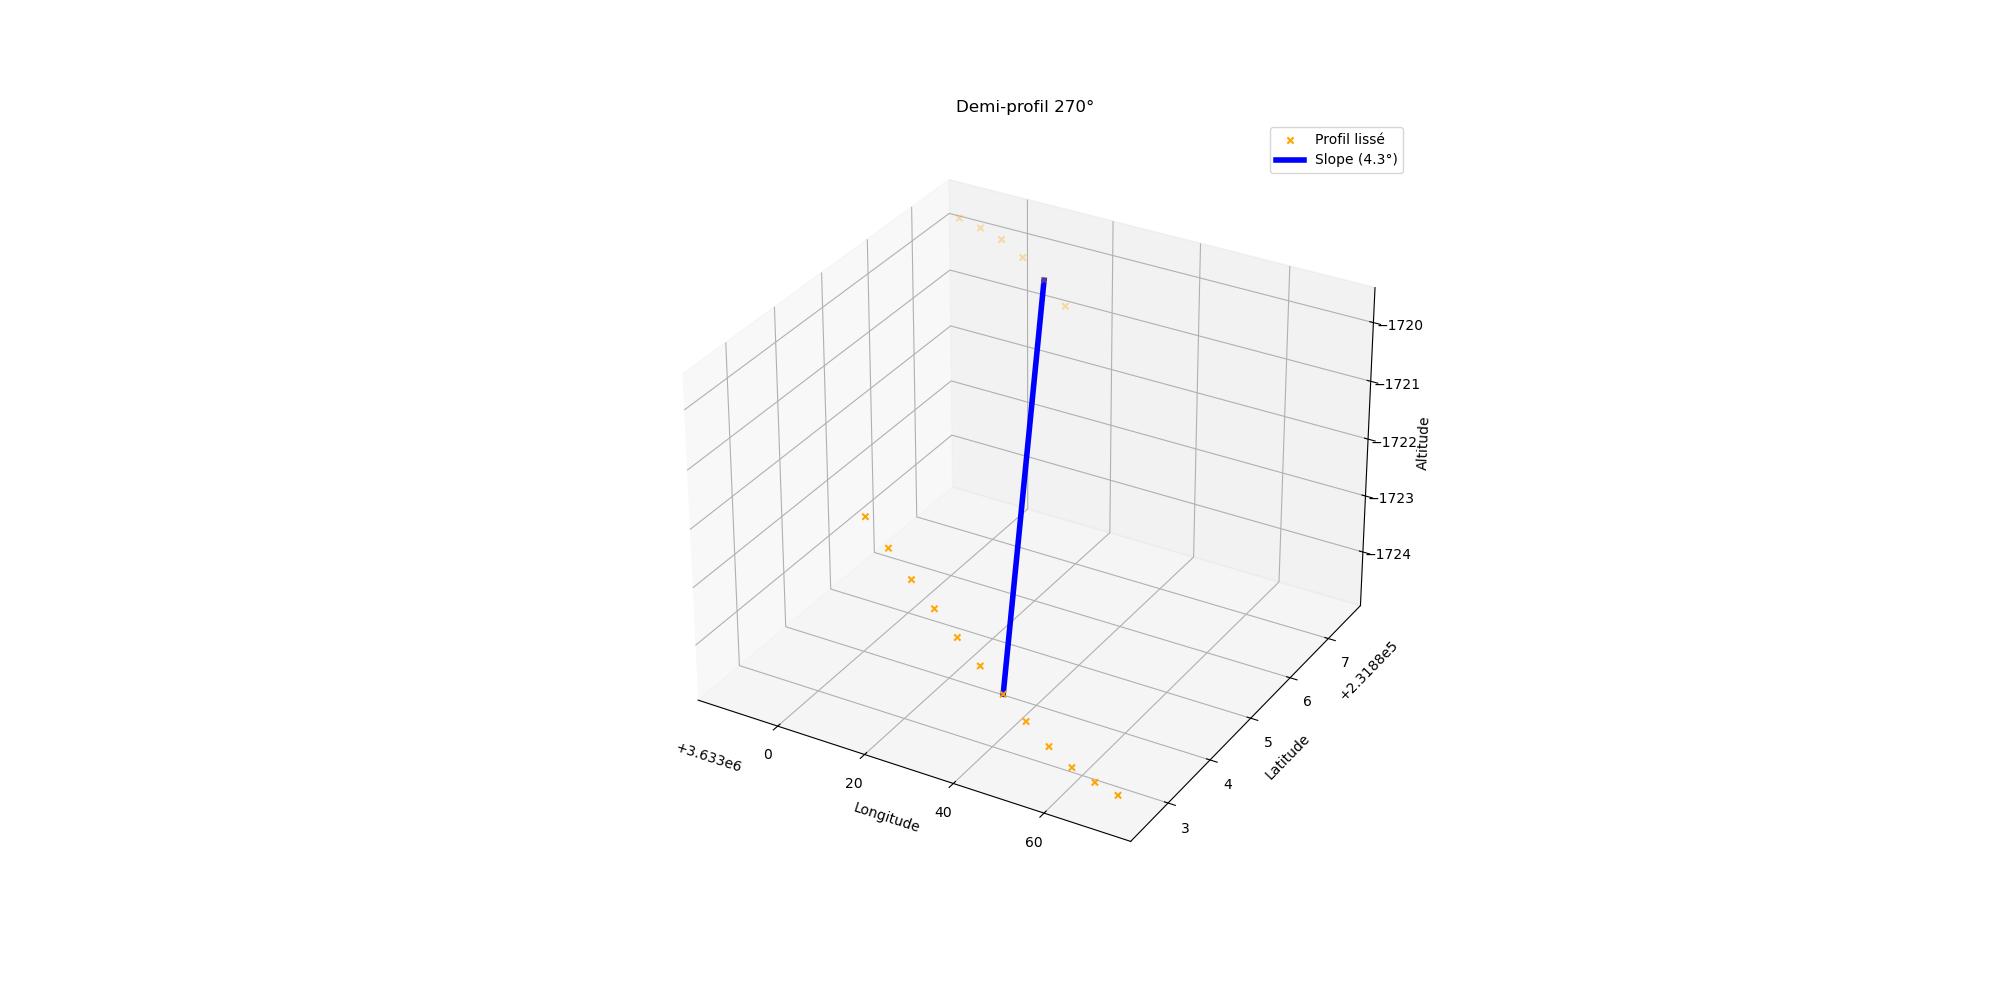 Demi-profil 270°
Profil lissé
Slope (4.3°)
−1720
−1721
−1722
−1723
−1724
Altitude
7
6
5
4
3
+2.3188e5
Latitude
0
20
40
60
+3.633e6
Longitude